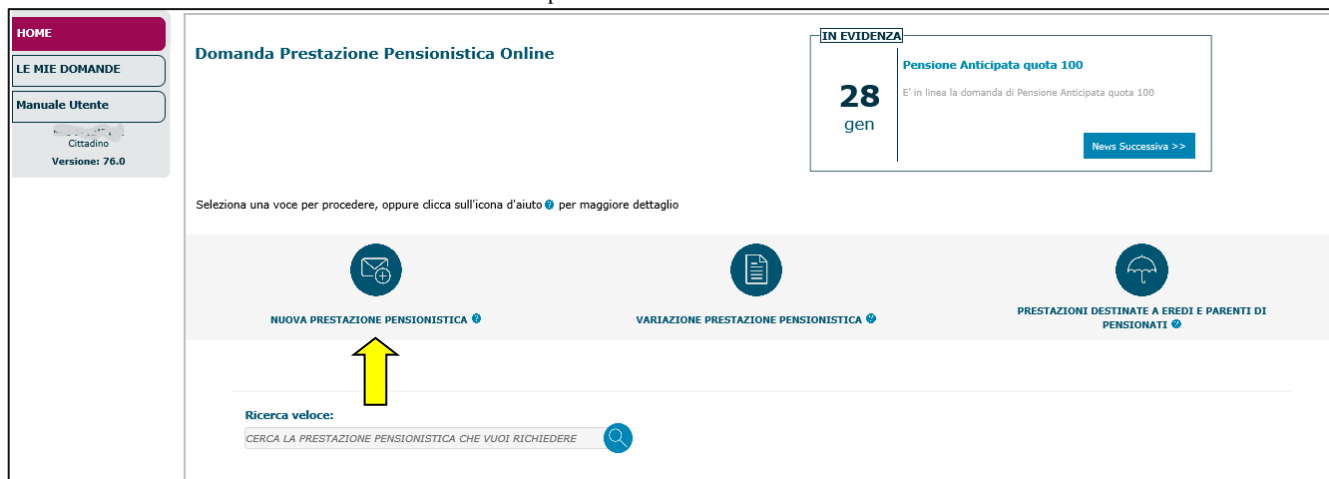 HOME
LE MIE DOMANDE
Manuale Utente
Cittadino
Versione: 76.0
Domanda Prestazione Pensionistica Online
IN EVIDENZA
28
gen
Pensione Anticipata quota 100
E' in linea la domanda di Pensione Anticipata quota 100
News Successiva >>
Seleziona una voce per procedere, oppure clicca sull'icona d'aiuto ? per maggiore dettaglio
NUOVA PRESTAZIONE PENSIONISTICA ?
VARIAZIONE PRESTAZIONE PENSIONISTICA ?
PRESTAZIONI DESTINATE A EREDI E PARENTI DI
PENSIONATI ?
Ricerca veloce:
CERCA LA PRESTAZIONE PENSIONISTICA CHE VUOI RICHIEDERE